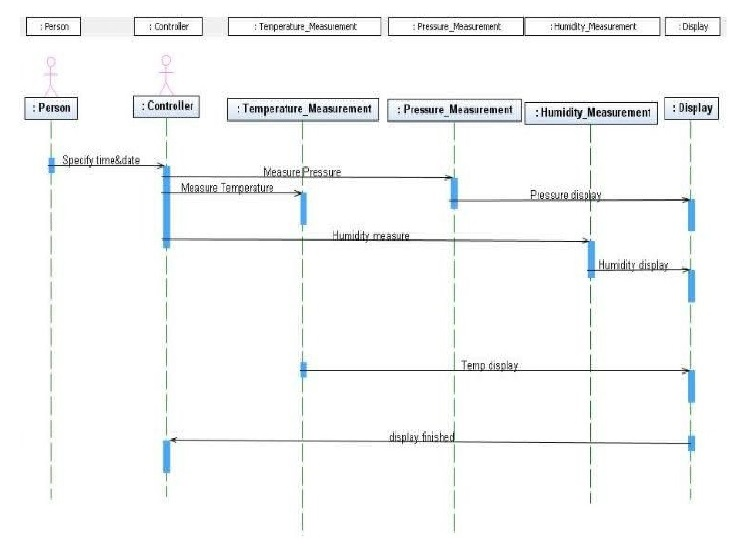 : Person
: Controller
: Temperature_Measurement
: Pressure_Measurement
: Humidity_Measurement
: Display
: Person
: Controller
: Temperature_Measurement
: Pressure_Measurement
: Humidity_Measurement
: Display
Specify time&date
Measure Pressure
Measure Temperature
Pressure display
Humidity measure
Humidity display
Temp display
display finished